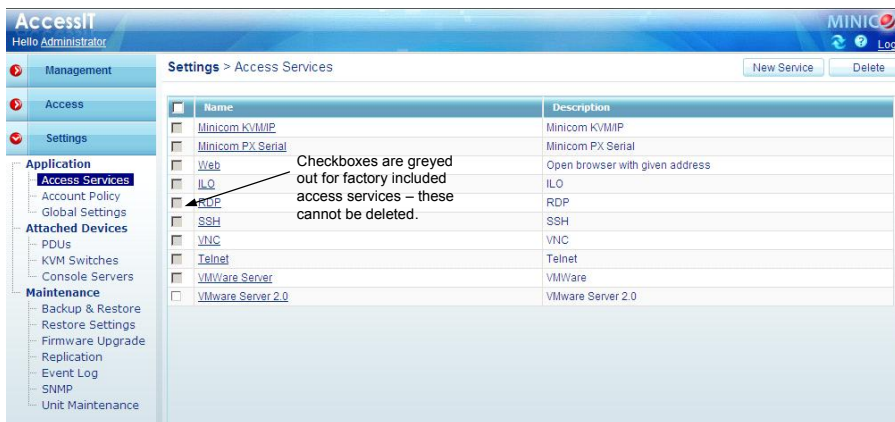 AccessIT
MINICO
Hello Administrator
Management
Access
Settings
Application
Access Services
Account Policy
Global Settings
Attached Devices
PDUs
KVM Switches
Console Servers
Maintenance
Backup & Restore
Restore Settings
Firmware Upgrade
Replication
Event Log
SNMP
Unit Maintenance
Settings > Access Services
New Service Delete
Name Description
Minicom KVM/IP Minicom KVM/IP
Minicom PX Serial Minicom PX Serial
Web Open browser with given address
ILO ILO
RDP RDP
SSH SSH
VNC VNC
Telnet Telnet
VMWare Server VMWare
VMware Server 2.0 VMware Server 2.0
Checkboxes are greyed
out for factory included
access services – these
cannot be deleted.